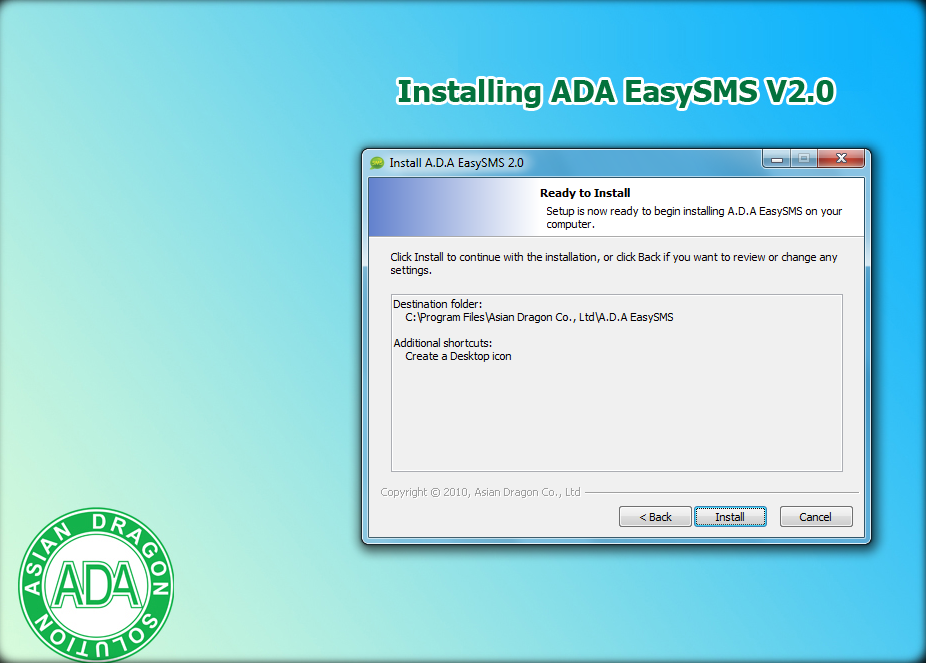 Installing ADA EasySMS V2.0
Install A.D.A EasySMS 2.0
Ready to Install
Setup is now ready to begin installing A.D.A EasySMS on your
computer.
Click Install to continue with the installation, or click Back if you want to review or change any
settings.
Destination folder:
C:\Program Files\Asian Dragon Co., Ltd\A.D.A EasySMS
Additional shortcuts:
Create a Desktop icon
Copyright © 2010, Asian Dragon Co., Ltd
< Back
Install
Cancel
ASIAN DRAGON
ADA
SOLUTION